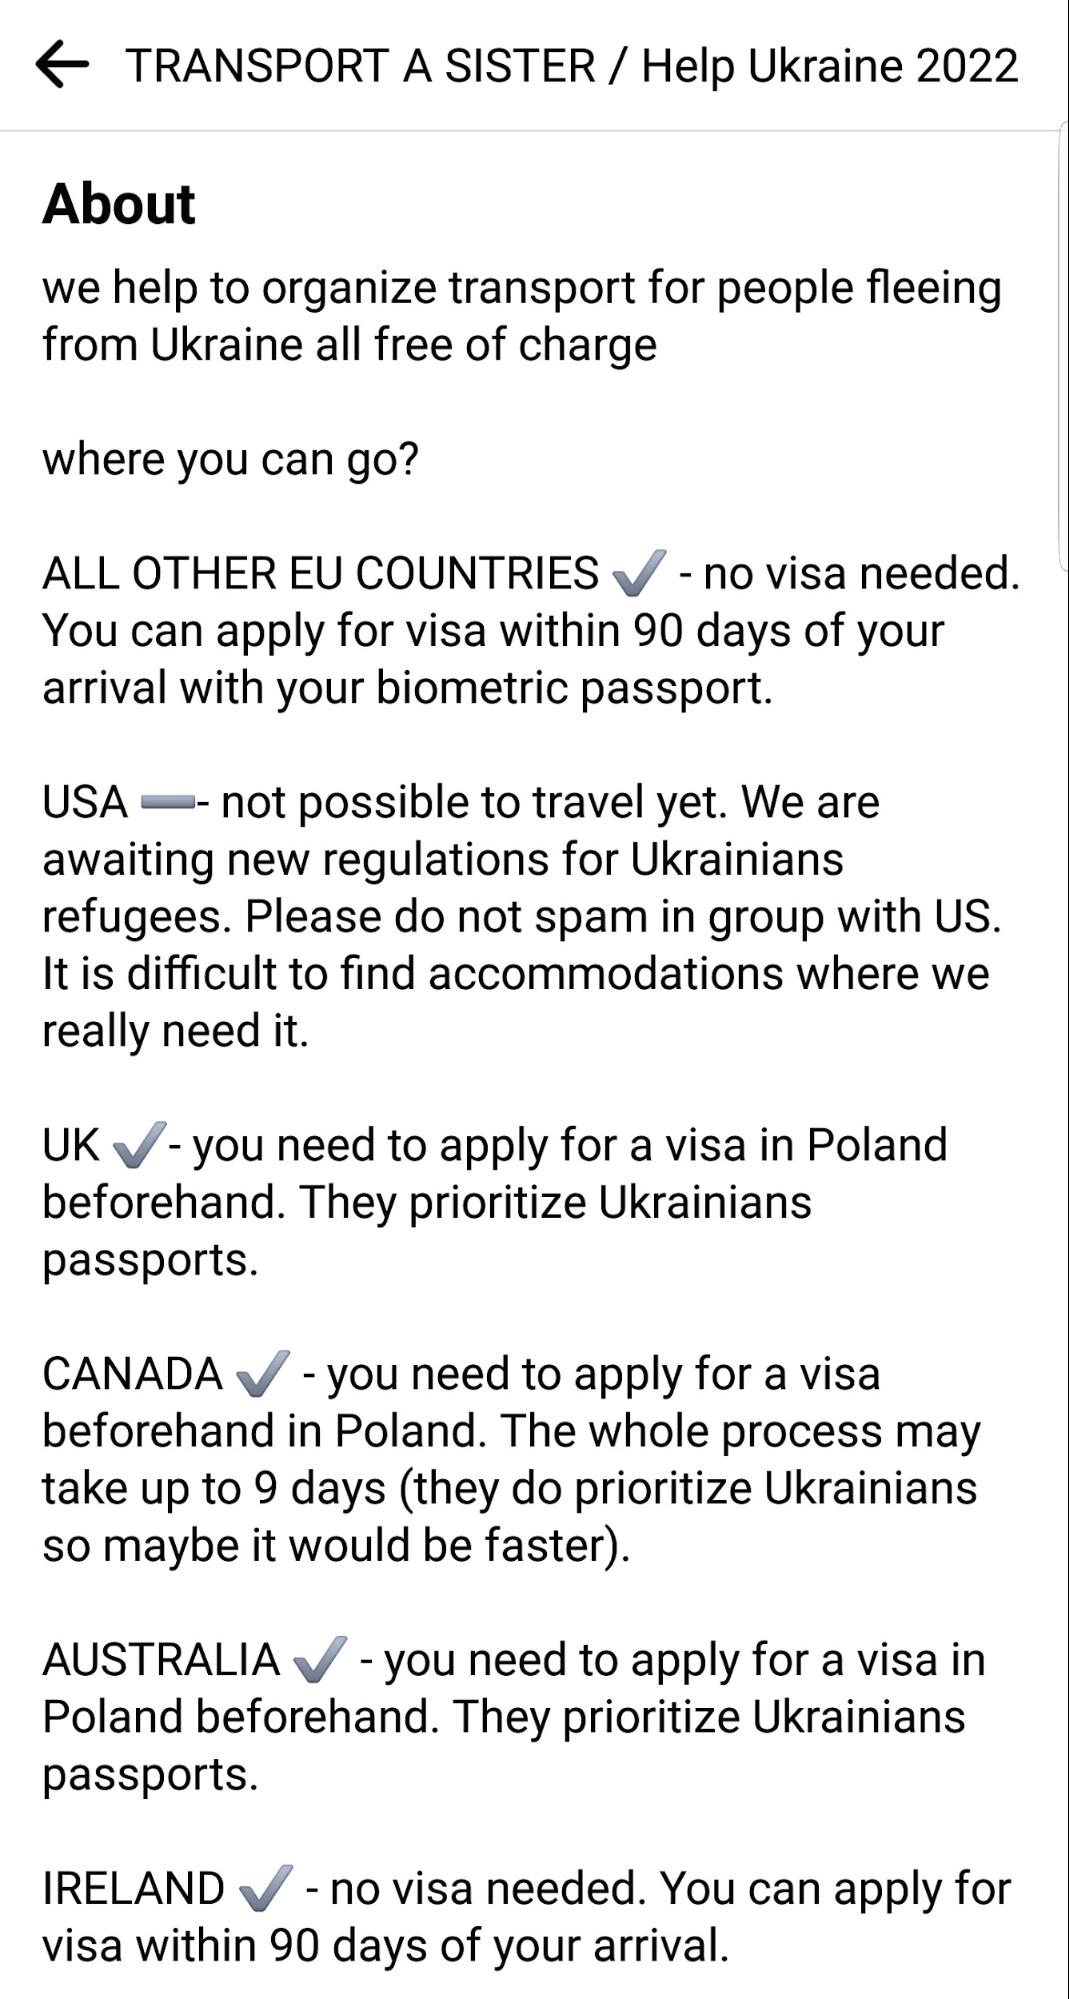 TRANSPORT A SISTER / Help Ukraine 2022
About
we help to organize transport for people fleeing
from Ukraine all free of charge
where you can go?
ALL OTHER EU COUNTRIES ✔ - no visa needed.
You can apply for visa within 90 days of your
arrival with your biometric passport.
USA ➖- not possible to travel yet. We are
awaiting new regulations for Ukrainians
refugees. Please do not spam in group with US.
It is difficult to find accommodations where we
really need it.
UK ✔- you need to apply for a visa in Poland
beforehand. They prioritize Ukrainians
passports.
CANADA ✔ - you need to apply for a visa
beforehand in Poland. The whole process may
take up to 9 days (they do prioritize Ukrainians
so maybe it would be faster).
AUSTRALIA ✔ - you need to apply for a visa in
Poland beforehand. They prioritize Ukrainians
passports.
IRELAND ✔ - no visa needed. You can apply for
visa within 90 days of your arrival.